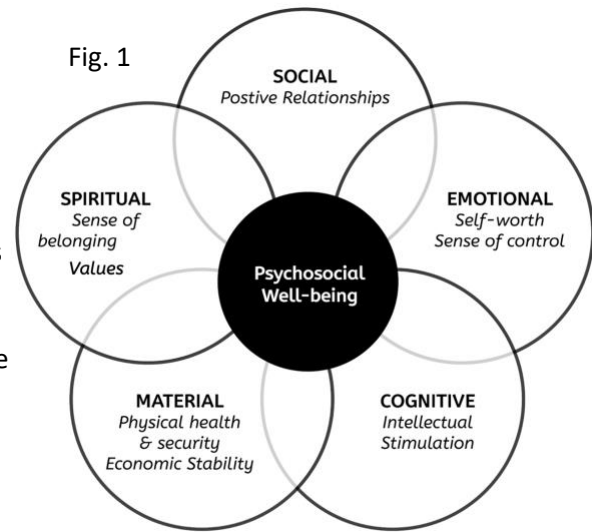 Fig. 1
SOCIAL
Postive Relationships
SPIRITUAL
Sense of
belonging
Values
EMOTIONAL
Self-worth
Sense of control
Psychosocial
Well-being
MATERIAL
Physical health
& security
Economic Stability
COGNITIVE
Intellectual
Stimulation